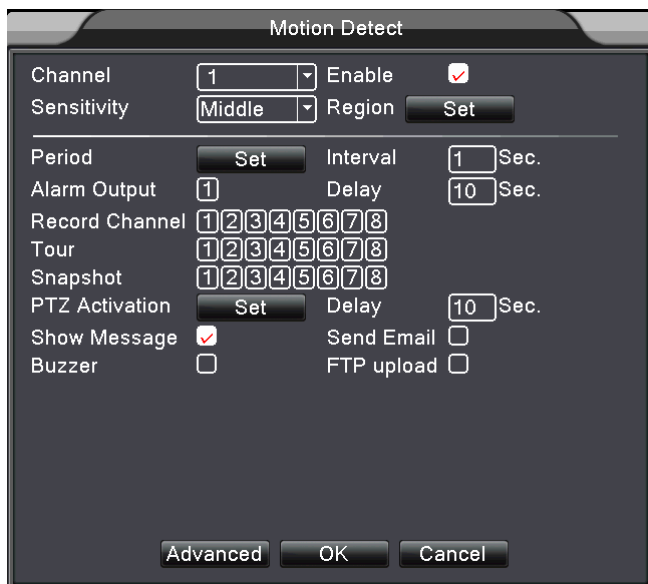 Motion Detect
Channel 1 Enable
Sensitivity Middle Region Set
Period Set Interval 1 Sec.
Alarm Output 1 Delay 10 Sec.
Record Channel 1 2 3 4 5 6 7 8
Tour 1 2 3 4 5 6 7 8
Snapshot 1 2 3 4 5 6 7 8
PTZ Activation Set Delay 10 Sec.
Show Message Send Email
Buzzer FTP upload
Advanced OK Cancel